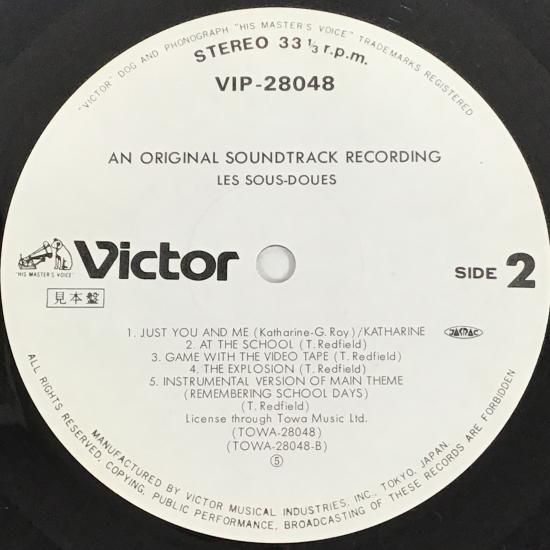 "VICTOR" DOG AND PHONOGRAPH "HIS MASTER'S VOICE" TRADEMARKS REGISTERED
STEREO 33 1/3 r.p.m.
VIP-28048
AN ORIGINAL SOUNDTRACK RECORDING
LES SOUS-DOUES
"HIS MASTER'S VOICE"
Victor
SIDE 2
見本盤
1. JUST YOU AND ME (Katharine-G. Roy)/KATHARINE
JASRAC
2. AT THE SCHOOL (T. Redfield)
3. GAME WITH THE VIDEO TAPE (T. Redfield)
4. THE EXPLOSION (T. Redfield)
5. INSTRUMENTAL VERSION OF MAIN THEME
(REMEMBERING SCHOOL DAYS)
(T. Redfield)
License through Towa Music Ltd.
(TOWA-28048)
(TOWA-28048-B)
⑤
MANUFACTURED BY VICTOR MUSICAL INDUSTRIES, INC., TOKYO, JAPAN.
ALL RIGHTS RESERVED, COPYING, PUBLIC PERFORMANCE, BROADCASTING OF THESE RECORDS ARE FORBIDDEN